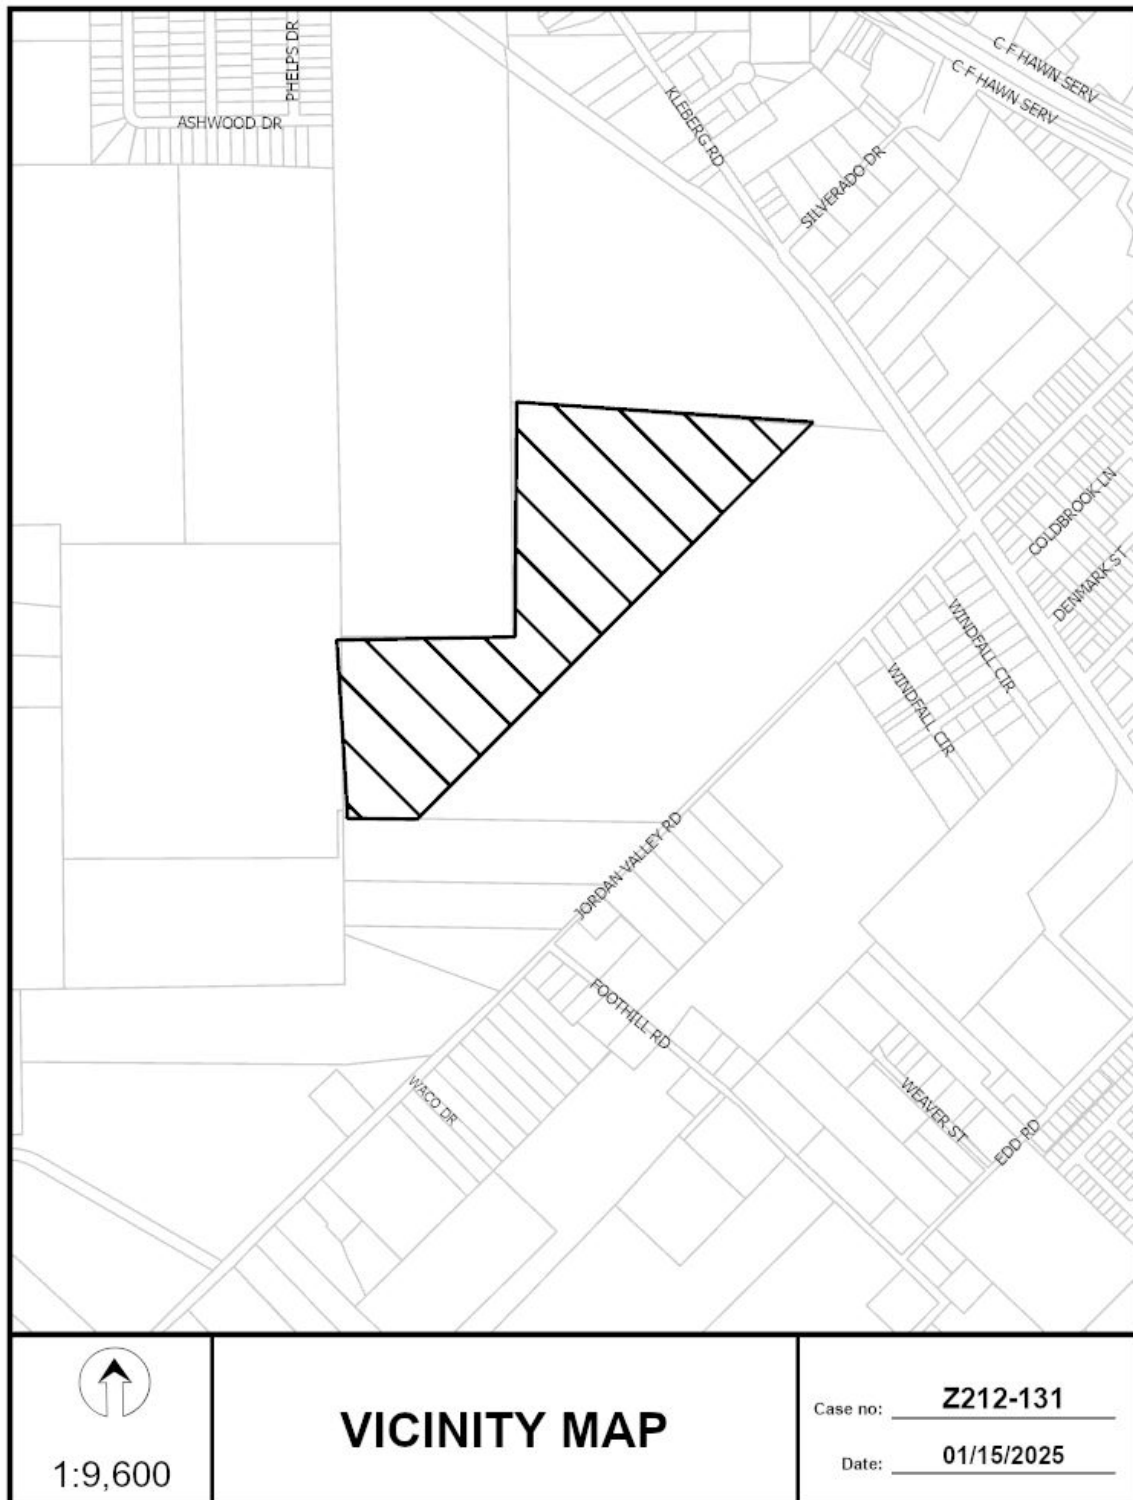 PHELPS DR
ASHWOOD DR
C F HAWN SERV
C F HAWN SERV
KLEBERG RD
SILVERADO DR
COLDBROOK LN
DENMARK ST
WINDFALL CIR
WINDFALL CIR
JORDAN VALLEY RD
FOOTHILL RD
WACO DR
WEAVER ST
EDD RD
1:9,600
VICINITY MAP
Case no: Z212-131
Date: 01/15/2025